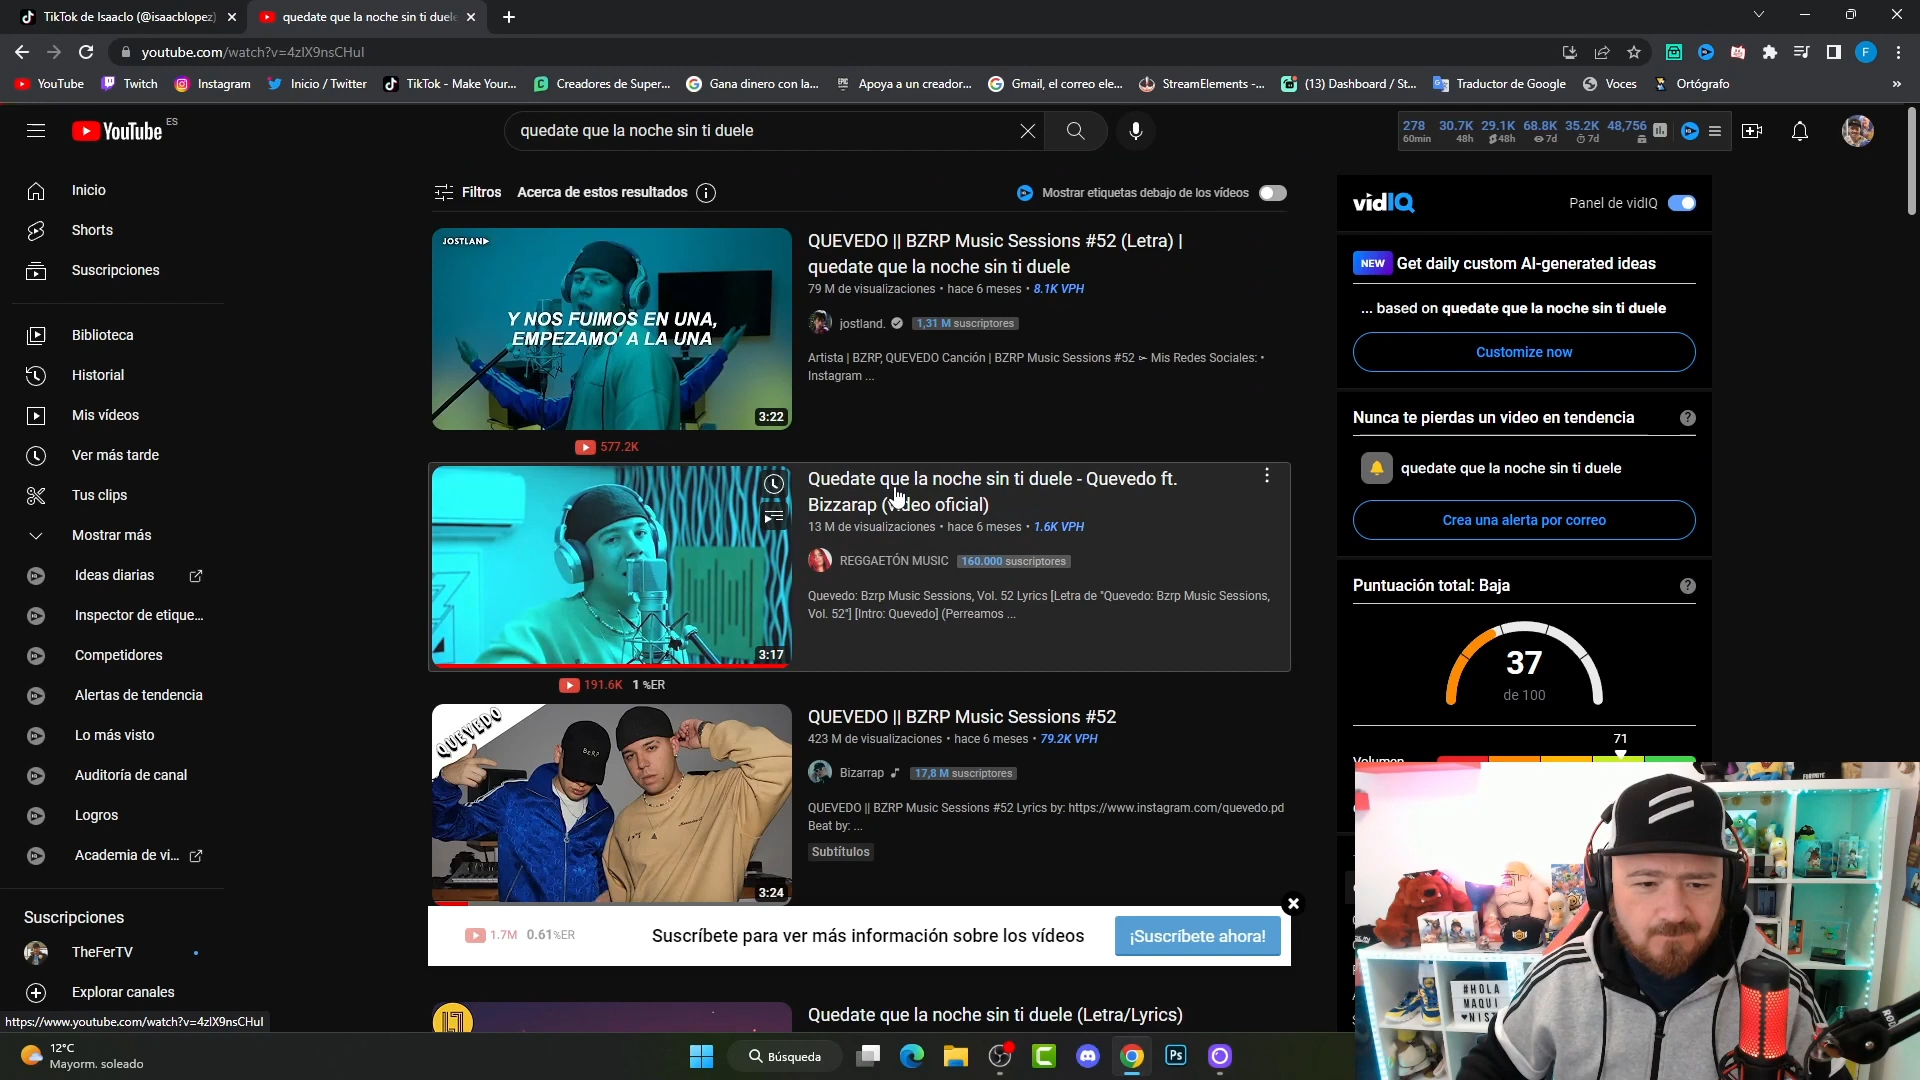 TikTok de Isaaclo (@isaacblopez)
quedate que la noche sin ti duele
youtube.com/watch?v=4zlX9nsCHuI
YouTube
Twitch
Instagram
Inicio / Twitter
TikTok - Make Your...
Creadores de Super...
Gana dinero con la...
Apoya a un creador...
Gmail, el correo ele...
StreamElements -...
(13) Dashboard / St...
Traductor de Google
Voces
Ortógrafo
YouTube ES
quedate que la noche sin ti duele
278 30.7K 29.1K 68.8K 35.2K 48,756
60min 48h 48h 7d 7d
Inicio
Shorts
Suscripciones
Biblioteca
Historial
Mis vídeos
Ver más tarde
Tus clips
Mostrar más
Ideas diarias
Inspector de etique...
Competidores
Alertas de tendencia
Lo más visto
Auditoría de canal
Logros
Academia de vi...
Suscripciones
TheFerTV
Explorar canales
https://www.youtube.com/watch?v=4zlX9nsCHuI
Filtros
Acerca de estos resultados
Mostrar etiquetas debajo de los vídeos
JOSTLAND
Y NOS FUIMOS EN UNA,
EMPEZAMO' A LA UNA
3:22
577.2K
QUEVEDO || BZRP Music Sessions #52 (Letra) |
quedate que la noche sin ti duele
79 M de visualizaciones • hace 6 meses • 8.1K VPH
jostland.
1,31 M suscriptores
Artista | BZRP, QUEVEDO Canción | BZRP Music Sessions #52 ⤜ Mis Redes Sociales: •
Instagram ...
3:17
191.6K 1 %ER
Quedate que la noche sin ti duele - Quevedo ft.
Bizzarap (video oficial)
13 M de visualizaciones • hace 6 meses • 1.6K VPH
REGGAETÓN MUSIC
160.000 suscriptores
Quevedo: Bzrp Music Sessions, Vol. 52 Lyrics [Letra de "Quevedo: Bzrp Music Sessions,
Vol. 52"] [Intro: Quevedo] (Perreamos ...
QUEVEDO
3:24
QUEVEDO || BZRP Music Sessions #52
423 M de visualizaciones • hace 6 meses • 79.2K VPH
Bizarrap
17,8 M suscriptores
QUEVEDO || BZRP Music Sessions #52 Lyrics by: https://www.instagram.com/quevedo.pd
Beat by: ...
Subtítulos
1.7M 0.61%ER
Suscríbete para ver más información sobre los vídeos
¡Suscríbete ahora!
Quedate que la noche sin ti duele (Letra/Lyrics)
vidIQ
Panel de vidIQ
NEW Get daily custom AI-generated ideas
... based on quedate que la noche sin ti duele
Customize now
Nunca te pierdas un video en tendencia
quedate que la noche sin ti duele
Crea una alerta por correo
Puntuación total: Baja
37
de 100
71
Volumen
#HOLA
MAQUI
12°C
Mayorm. soleado
Búsqueda
Ps